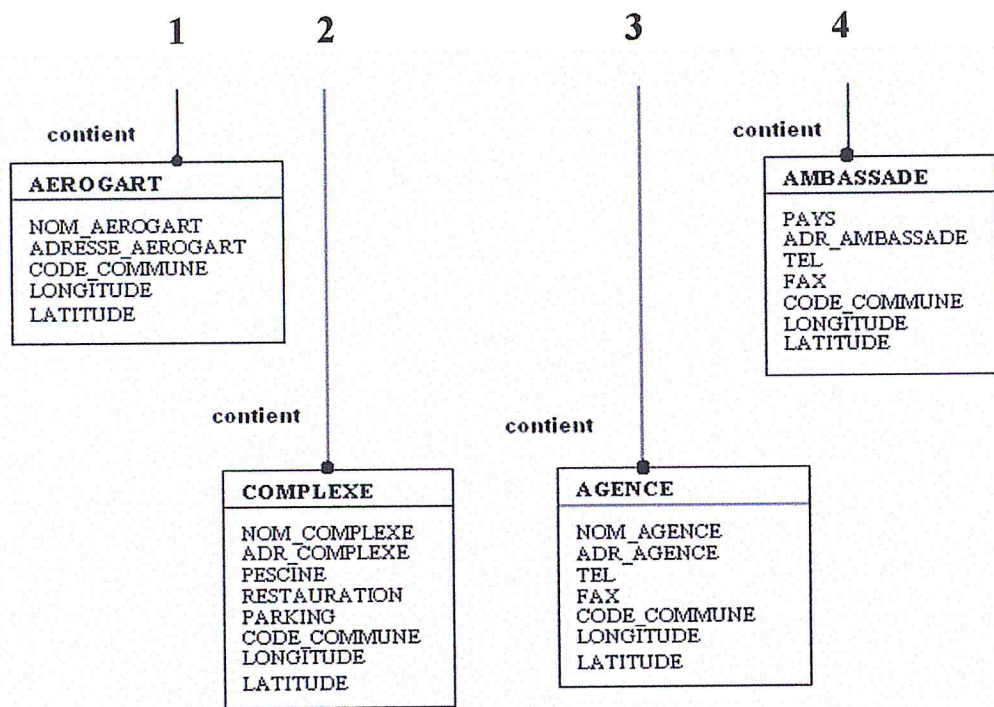 1 2 3 4
contient
AEROGART
NOM_AEROGART
ADRESSE_AEROGART
CODE_COMMUNE
LONGITUDE
LATITUDE
contient
AMBASSADE
PAYS
ADR_AMBASSADE
TEL
FAX
CODE_COMMUNE
LONGITUDE
LATITUDE
contient
COMPLEXE
NOM_COMPLEXE
ADR_COMPLEXE
PESCINE
RESTAURATION
PARKING
CODE_COMMUNE
LONGITUDE
LATITUDE
contient
AGENCE
NOM_AGENCE
ADR_AGENCE
TEL
FAX
CODE_COMMUNE
LONGITUDE
LATITUDE